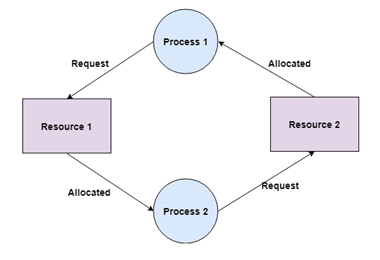 Process 1
Request
Allocated
Resource 1
Resource 2
Allocated
Request
Process 2